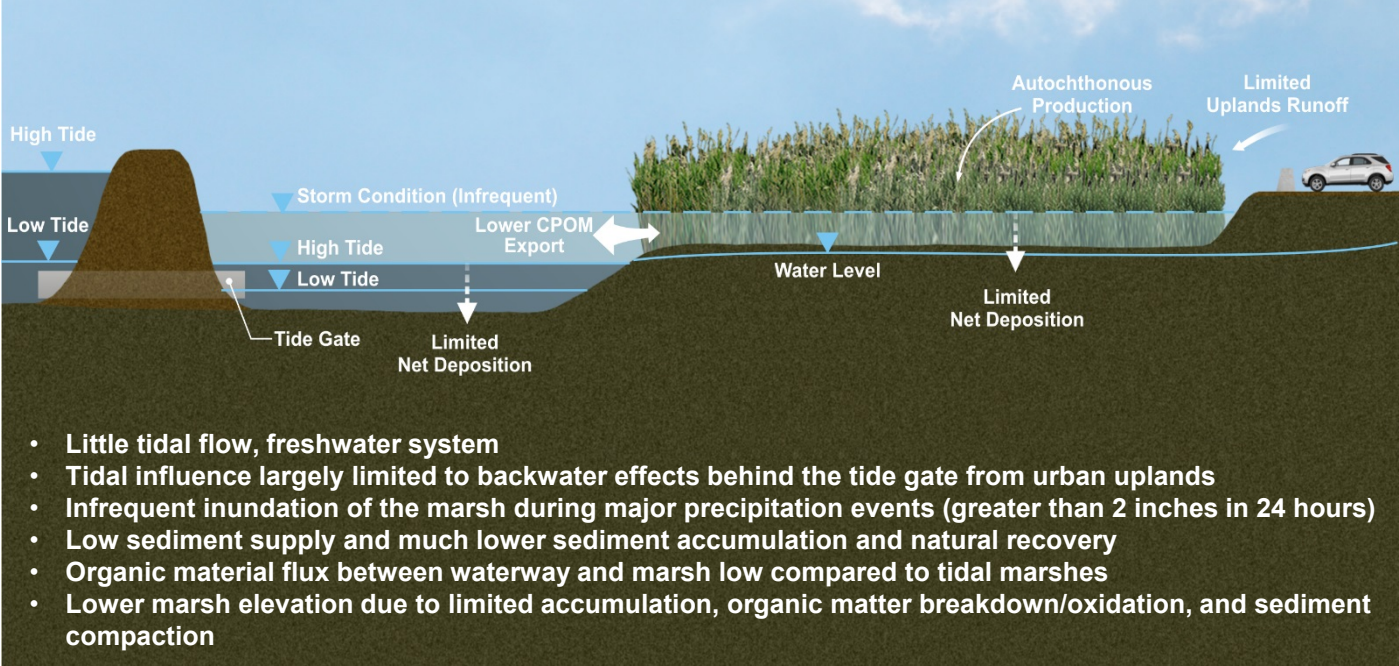 Autochthonous
Production
Limited
Uplands Runoff
High Tide
Storm Condition (Infrequent)
Low Tide
Lower CPOM
Export
High Tide
Low Tide
Water Level
Limited
Net Deposition
Tide Gate
Limited
Net Deposition
• Little tidal flow, freshwater system
• Tidal influence largely limited to backwater effects behind the tide gate from urban uplands
• Infrequent inundation of the marsh during major precipitation events (greater than 2 inches in 24 hours)
• Low sediment supply and much lower sediment accumulation and natural recovery
• Organic material flux between waterway and marsh low compared to tidal marshes
• Lower marsh elevation due to limited accumulation, organic matter breakdown/oxidation, and sediment
compaction